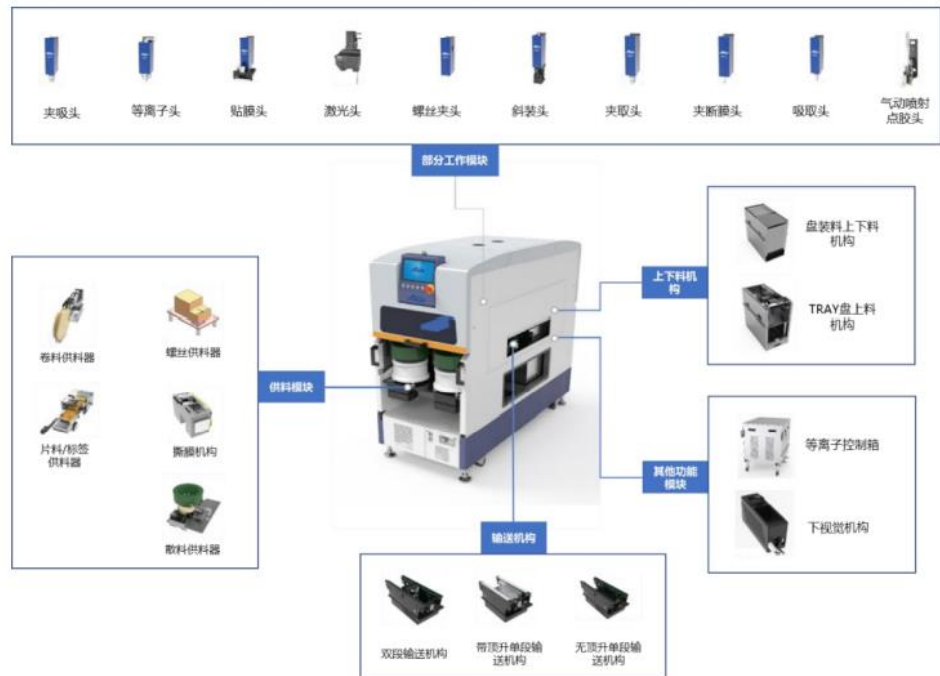 夹吸头
等离子头
贴膜头
激光头
螺丝夹头
斜装头
夹取头
夹断膜头
吸取头
气动喷射
点胶头
部分工作模块
盘装料上下料
机构
上下料机
构
TRAY盘上料
机构
卷料供料器
螺丝供料器
供料模块
片料/标签
供料器
撕膜机构
散料供料器
等离子控制箱
其他功能
模块
下视觉机构
输送机构
双段输送机构
带顶升单段输
送机构
无顶升单段输
送机构